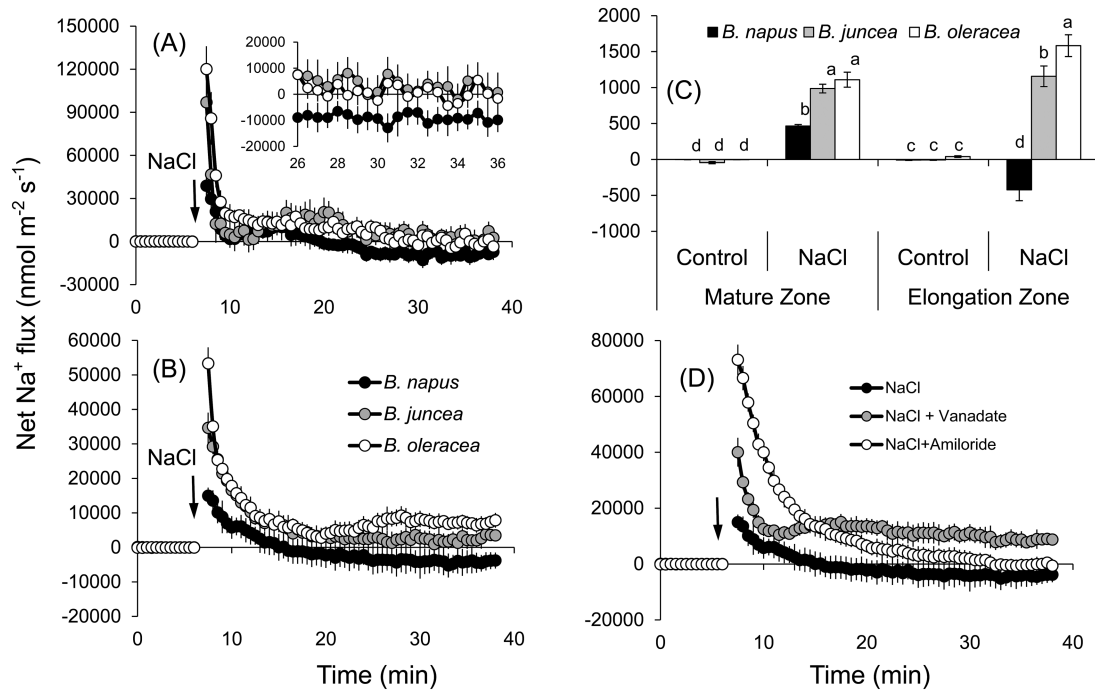 Net Na+ flux (nmol m-2 s-1)
150000
120000
90000
60000
30000
0
-30000
(A)
NaCl
20000
10000
0
-10000
-20000
26 28 30 32 34 36
0 10 20 30 40
2000
1500
1000
500
0
-500
-1000
B. napus B. juncea B. oleracea
(C)
d d d
b a a
c c c
d b a
Control NaCl Control NaCl
Mature Zone Elongation Zone
60000
50000
40000
30000
20000
10000
0
-10000
-20000
(B)
NaCl
B. napus
B. juncea
B. oleracea
0 10 20 30 40
Time (min)
80000
60000
40000
20000
0
-20000
(D)
NaCl
NaCl + Vanadate
NaCl+Amiloride
0 10 20 30 40
Time (min)